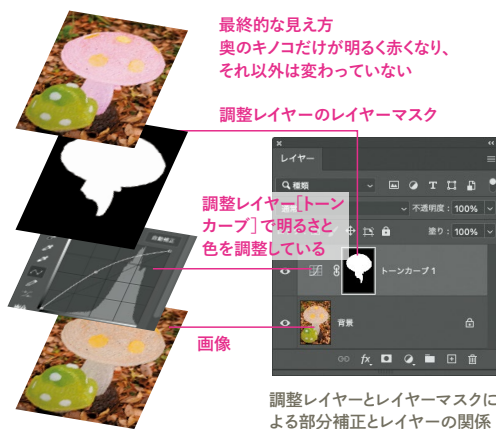 最終的な見え方
奥のキノコだけが明るく赤くなり、
それ以外は変わっていない
調整レイヤーのレイヤーマスク
レイヤー
種類
不透明度： 100%
調整レイヤー［トーン
カーブ］で明るさと
色を調整している
塗り： 100%
自動補正
トーンカーブ 1
背景
画像
fx
調整レイヤーとレイヤーマスクに
よる部分補正とレイヤーの関係